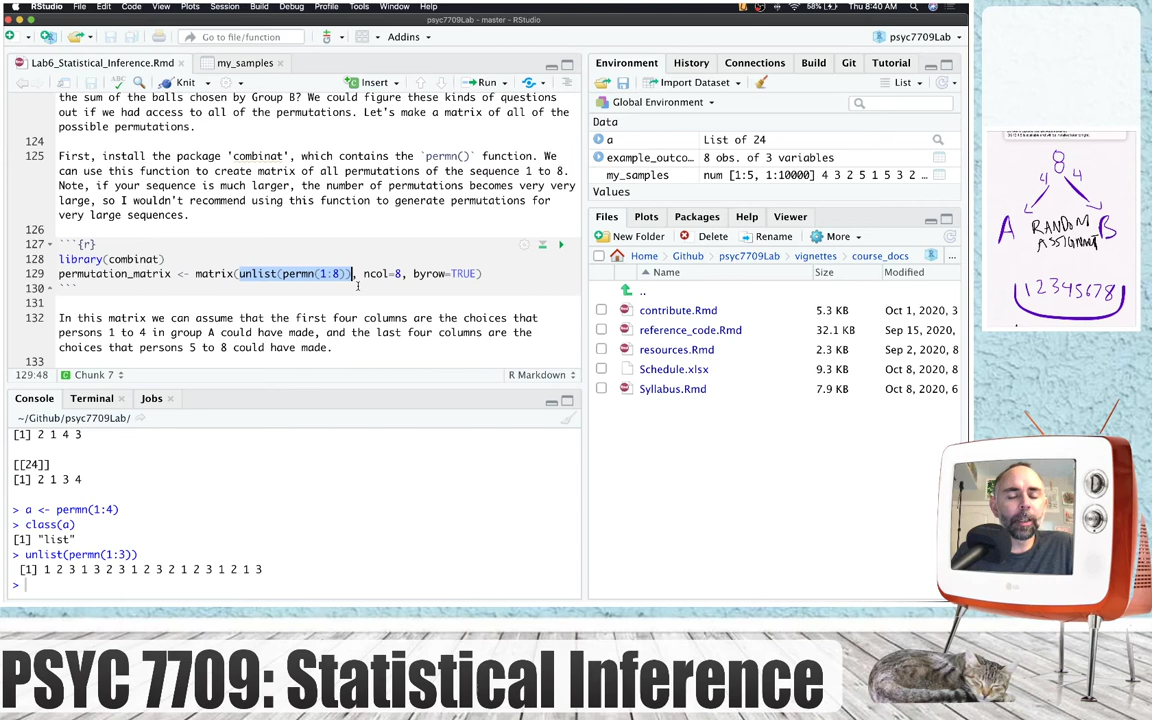 RStudio File Edit Code View Plots Session Build Debug Profile Tools Window Help 58% Thu 8:40 AM
psyc7709Lab - master - RStudio
Go to file/function Addins psyc7709Lab
Lab6_Statistical_Inference.Rmd my_samples
Knit Insert Run
the sum of the balls chosen by Group B? We could figure these kinds of questions
out if we had access to all of the permutations. Let's make a matrix of all of the
possible permutations.
124
125 First, install the package 'combinat', which contains the `permn()` function. We
can use this function to create matrix of all permutations of the sequence 1 to 8.
Note, if your sequence is much larger, the number of permutations becomes very very
large, so I wouldn't recommend using this function to generate permutations for
very large sequences.
126
127 ```{r}
128 library(combinat)
129 permutation_matrix <- matrix(unlist(permn(1:8)), ncol=8, byrow=TRUE)
130 ```
131
132 In this matrix we can assume that the first four columns are the choices that
persons 1 to 4 in group A could have made, and the last four columns are the
choices that persons 5 to 8 could have made.
133
129:48 Chunk 7 R Markdown
Console Terminal Jobs
~/Github/psyc7709Lab/
[1] 2 1 4 3
[[24]]
[1] 2 1 3 4
> a <- permn(1:4)
> class(a)
[1] "list"
> unlist(permn(1:3))
[1] 1 2 3 1 3 2 3 1 2 3 2 1 2 3 1 2 1 3
>
Environment History Connections Build Git Tutorial
Import Dataset List
Global Environment
Data
a List of 24
example_outco... 8 obs. of 3 variables
my_samples num [1:5, 1:10000] 4 3 2 5 1 5 3 2 ...
Values
Files Plots Packages Help Viewer
New Folder Delete Rename More
Home Github psyc7709Lab vignettes course_docs ...
Name Size Modified
..
contribute.Rmd 5.3 KB Oct 1, 2020, 3
reference_code.Rmd 32.1 KB Sep 15, 2020,
resources.Rmd 2.3 KB Sep 2, 2020, 8
Schedule.xlsx 9.3 KB Oct 8, 2020, 8
Syllabus.Rmd 7.9 KB Oct 8, 2020, 6
8
4 4
A RANDOM B
ASSIGNMENT
12345678
LG
PSYC 7709: Statistical Inference